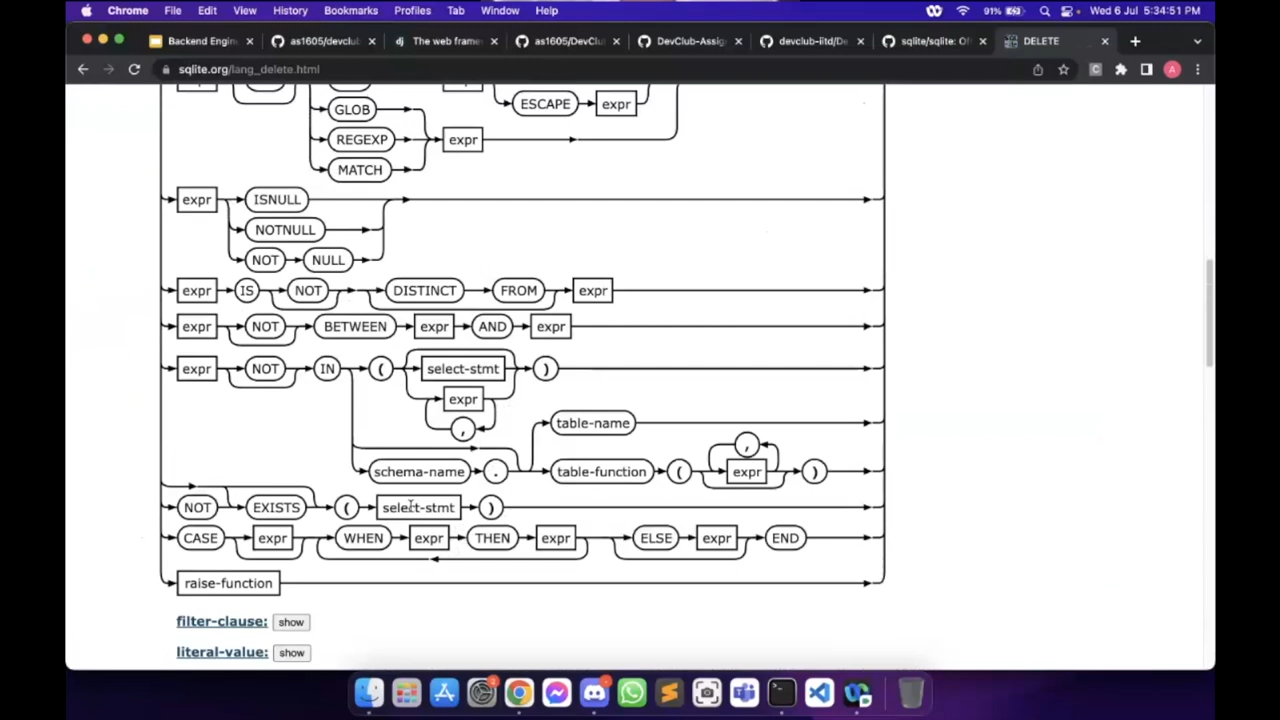 Chrome File Edit View History Bookmarks Profiles Tab Window Help 91% Wed 6 Jul 5:34:51 PM
Backend Engin as1605/devclub dj The web frame as1605/DevClu DevClub-Assig devclub-iitd/De sqlite/sqlite: Of DELETE
sqlite.org/lang_delete.html A
ESCAPE expr
GLOB
REGEXP expr
MATCH
expr ISNULL
NOTNULL
NOT NULL
expr IS NOT DISTINCT FROM expr
expr NOT BETWEEN expr AND expr
expr NOT IN ( select-stmt )
expr
,
table-name
,
schema-name . table-function ( expr )
NOT EXISTS ( select-stmt )
CASE expr WHEN expr THEN expr ELSE expr END
raise-function
filter-clause: show
literal-value: show
2